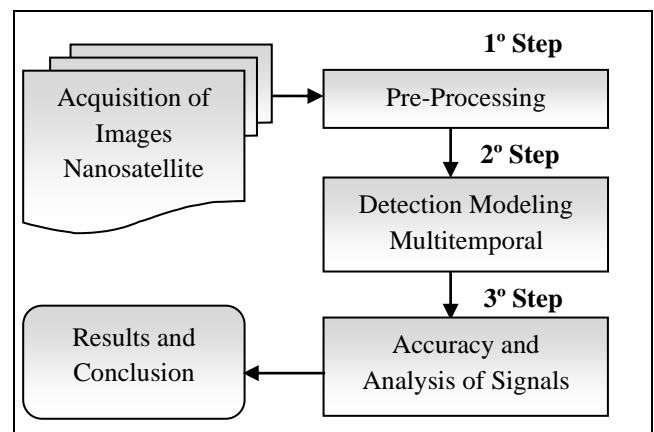 Acquisition of
Images
Nanosatellite
1º Step
Pre-Processing
2º Step
Detection Modeling
Multitemporal
3º Step
Accuracy and
Analysis of Signals
Results and
Conclusion